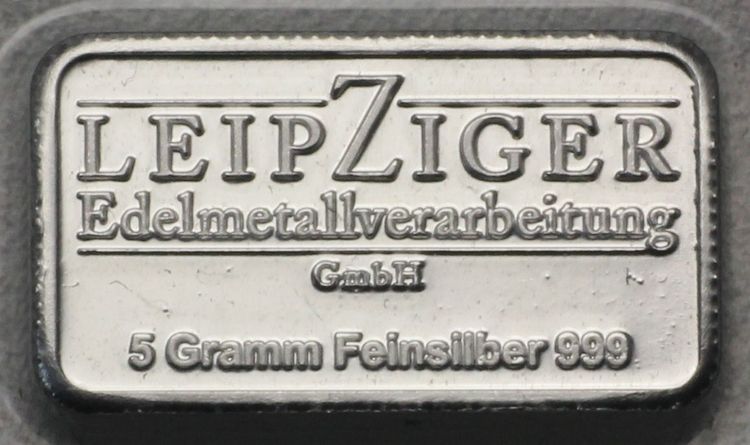 LEIPZIGER
Edelmetallverarbeitung
GmbH
5 Gramm Feinsilber 999